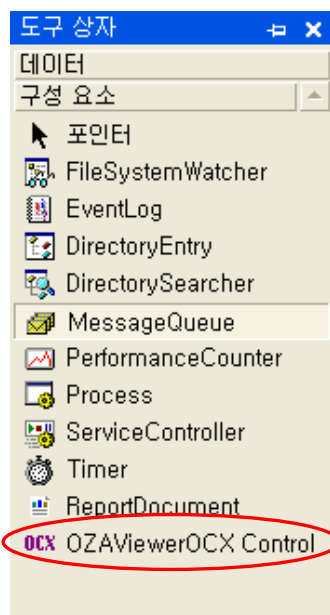 도구 상자
데이터
구성 요소
포인터
FileSystemWatcher
EventLog
DirectoryEntry
DirectorySearcher
MessageQueue
PerformanceCounter
Process
ServiceController
Timer
ReportDocument
OCX OZAViewerOCX Control